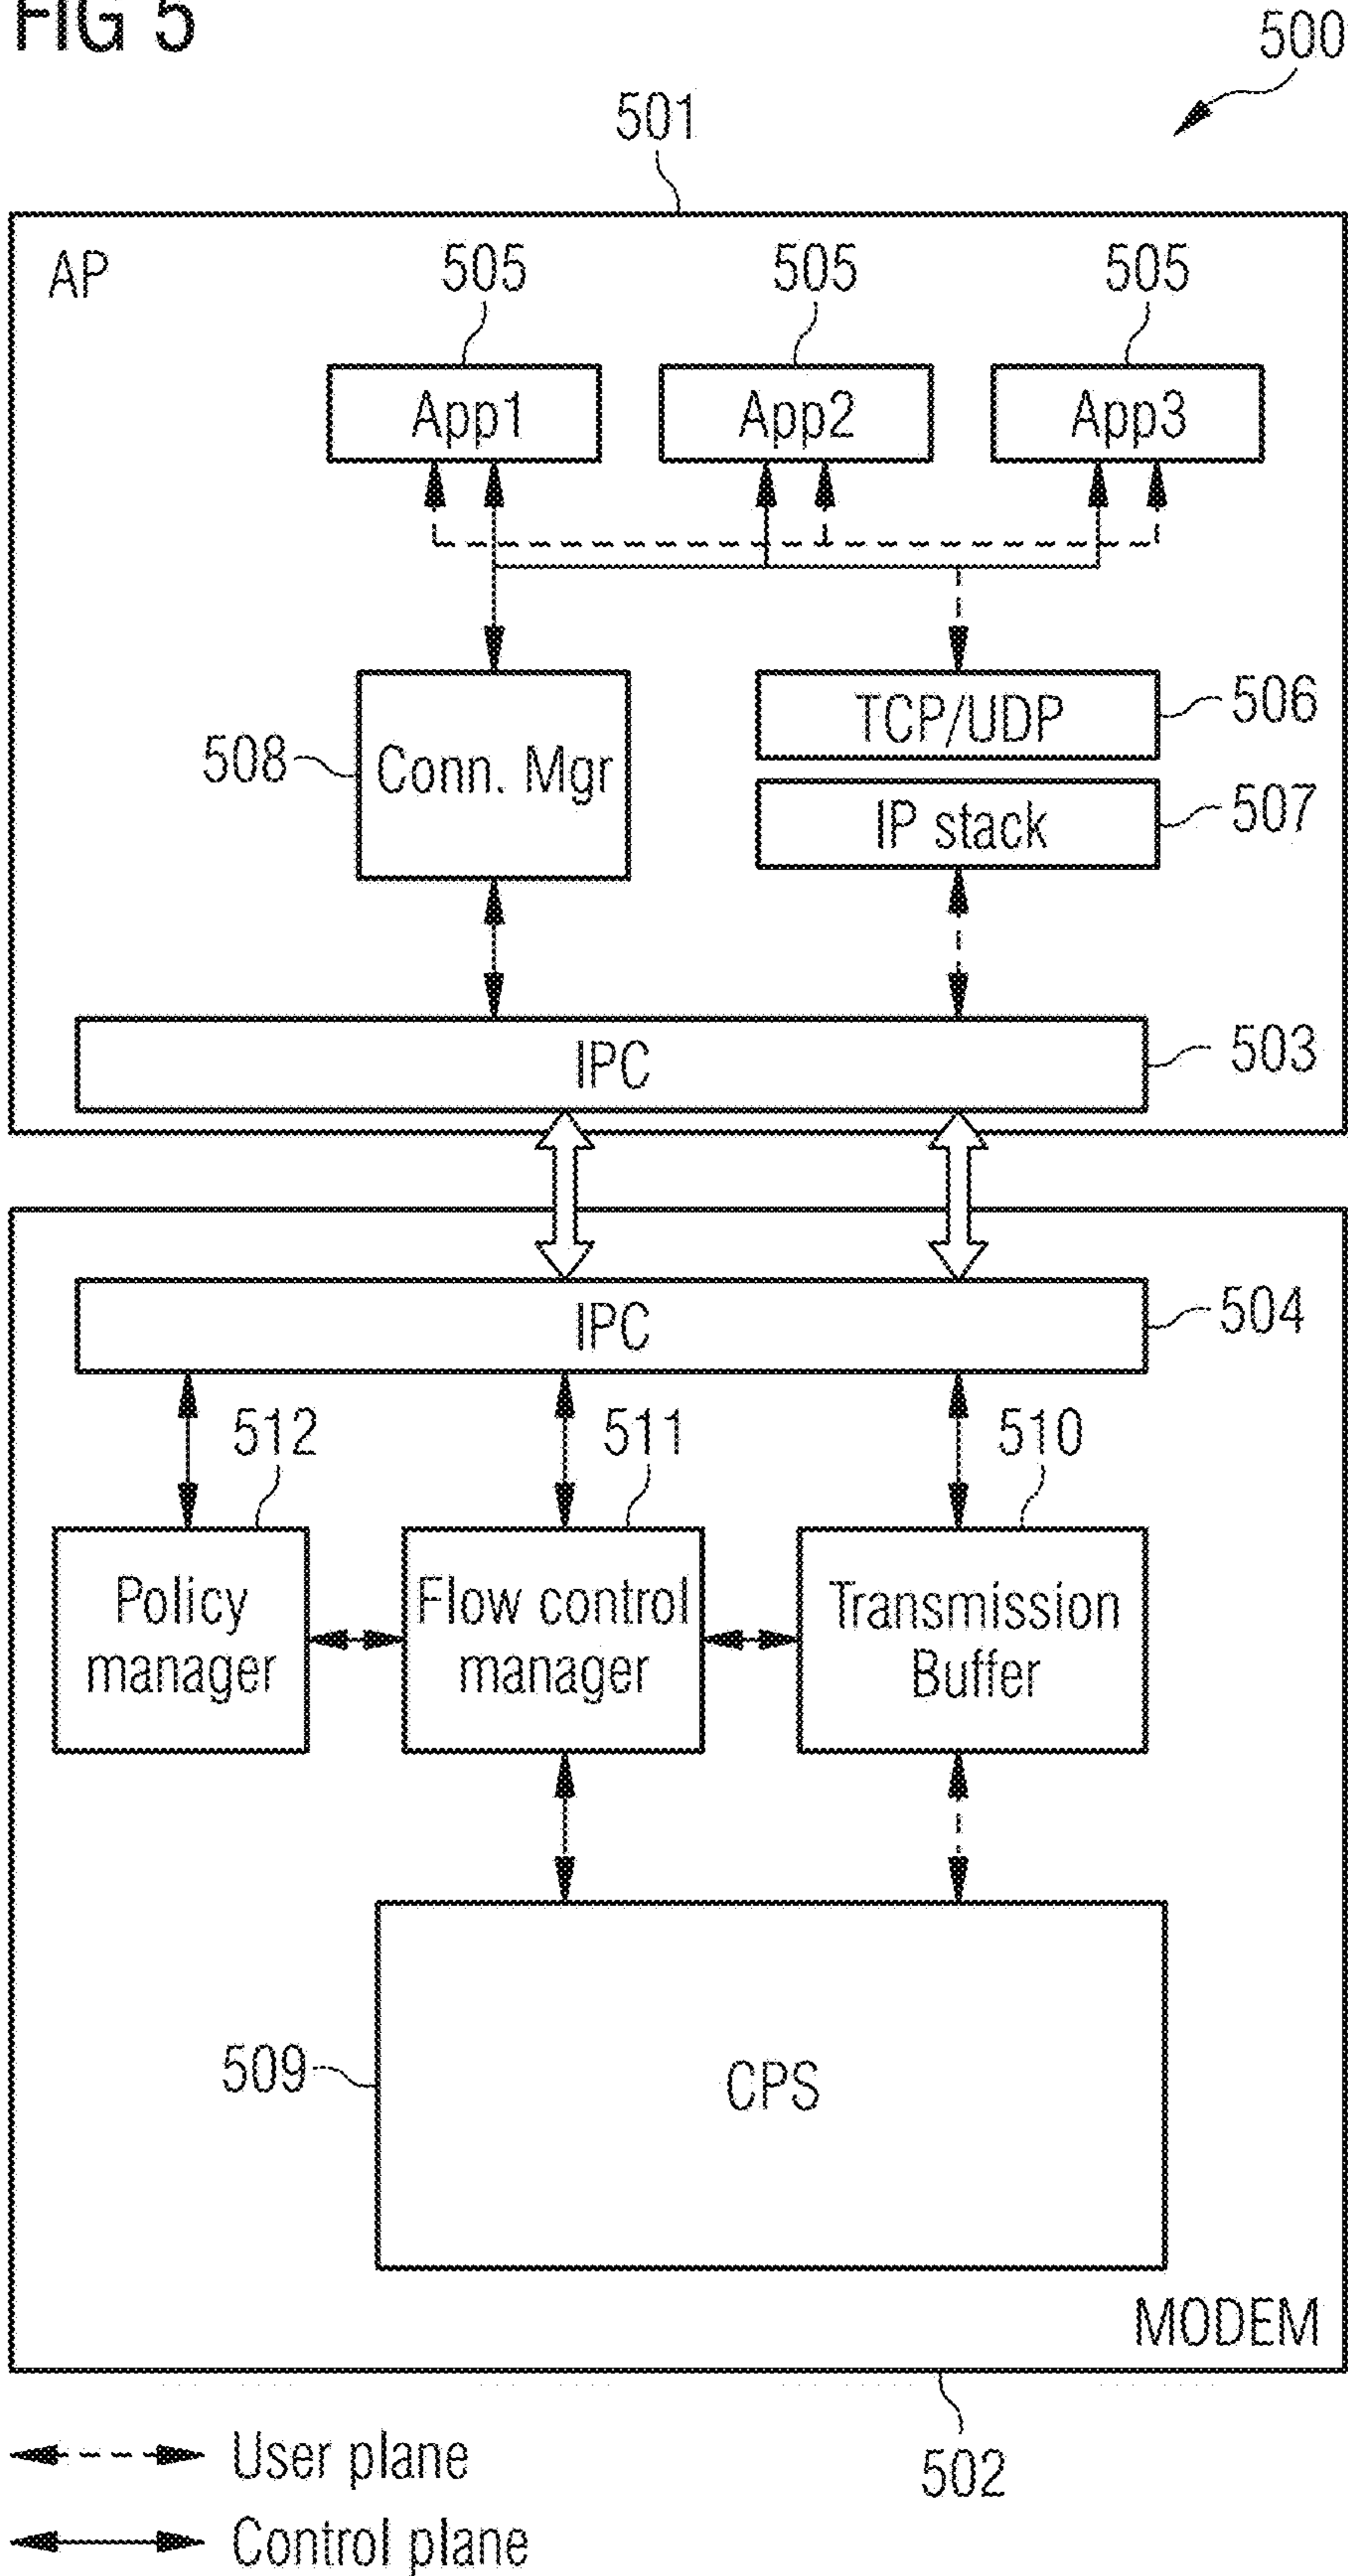 FIG 5
500
501
AP
505
505
505
App1
App2
App3
508
Conn. Mgr
TCP/UDP
506
IP stack
507
IPC
503
IPC
504
512
511
510
Policy
manager
Flow control
manager
Transmission
Buffer
509
CPS
MODEM
502
User plane
Control plane